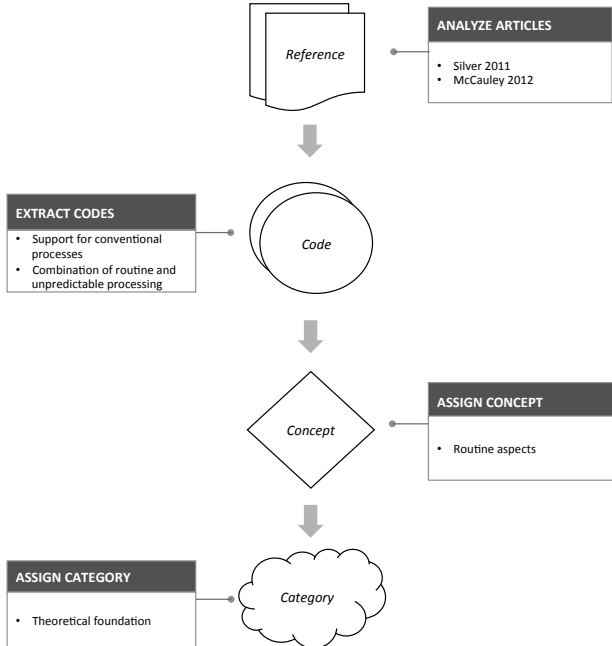 Reference
ANALYZE ARTICLES
• Silver 2011
• McCauley 2012
EXTRACT CODES
• Support for conventional
processes
• Combination of routine and
unpredictable processing
Code
Concept
ASSIGN CONCEPT
• Routine aspects
ASSIGN CATEGORY
• Theoretical foundation
Category